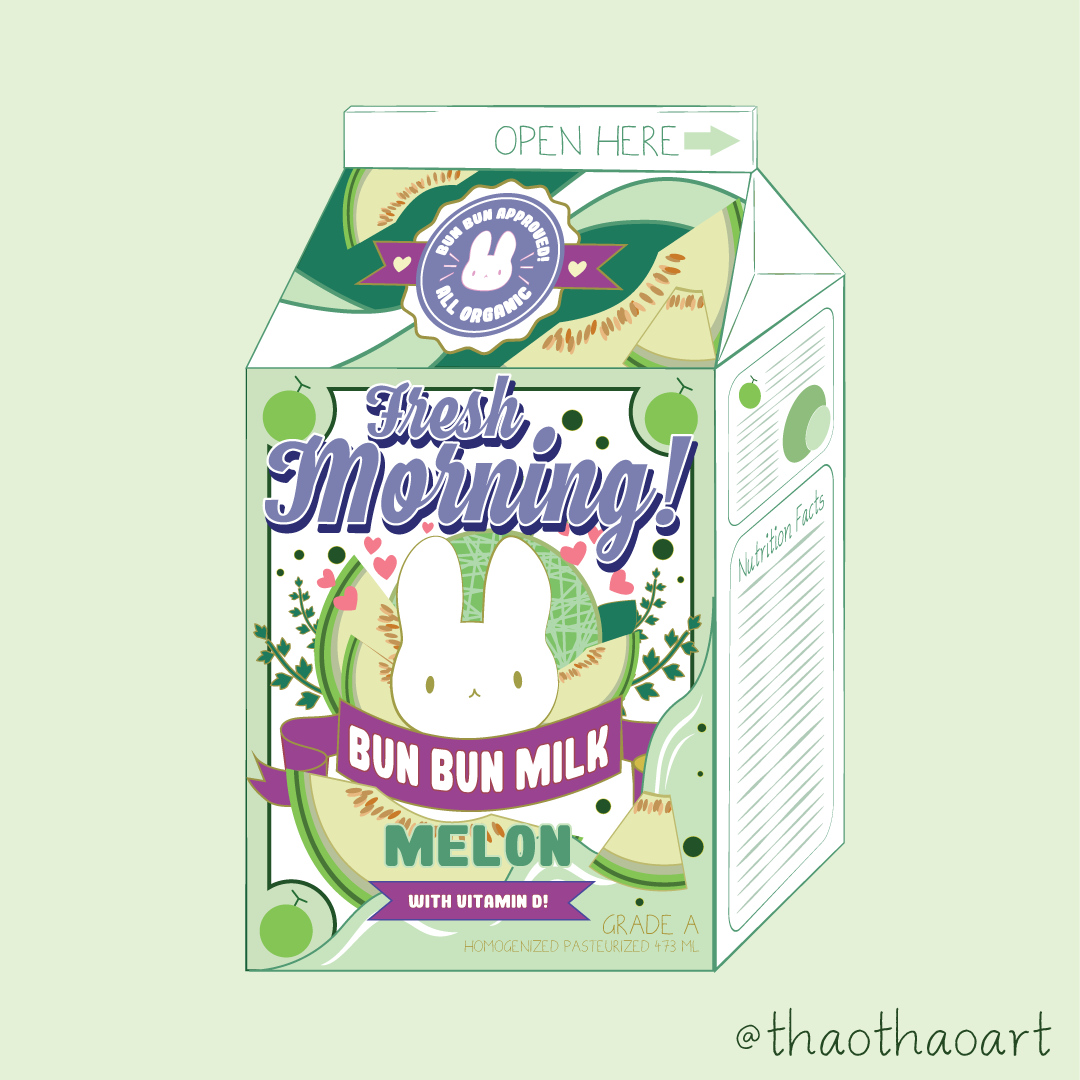 OPEN HERE
BUN BUN APPROVED!
ALL ORGANIC
Fresh
Morning!
Nutrition Facts
BUN BUN MILK
MELON
WITH VITAMIN D!
GRADE A
HOMOGENIZED PASTEURIZED 473 ML
@thaothaoart